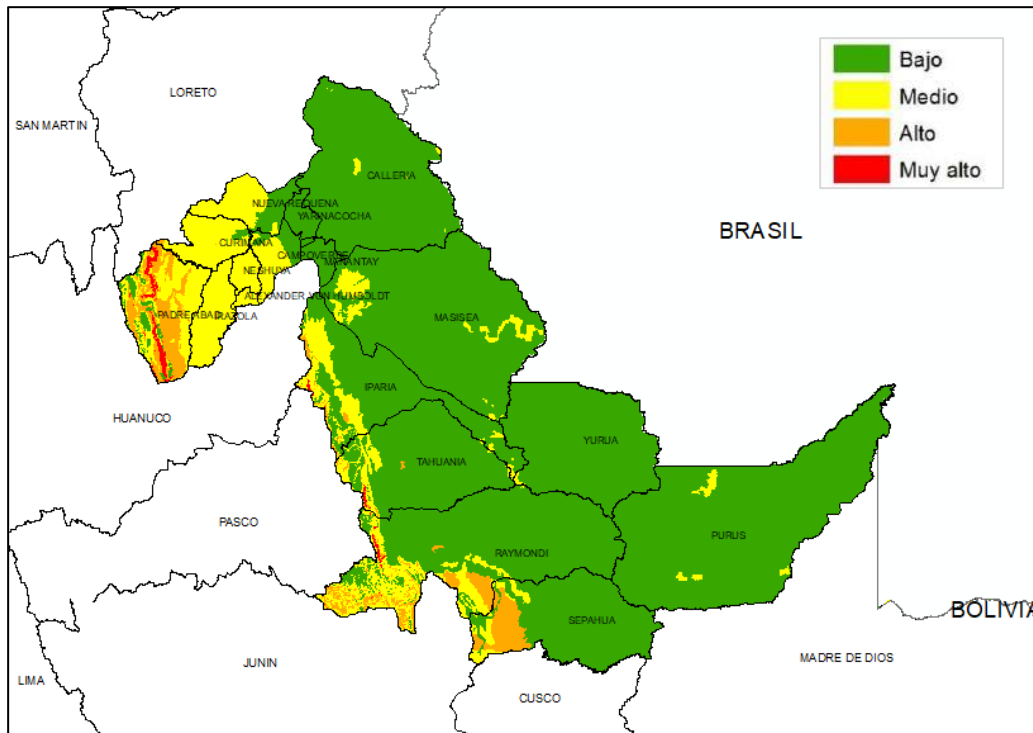 Bajo
Medio
Alto
Muy alto
LORETO
SAN MARTIN
CALLER'A
NUEVA REQUENA
YARINACOCHA
BRASIL
CURIMANA
CAMPOVERDE
MANANTAY
NESHUYA
ALEXANDER VON HUMBOLDT
PADRE ABAD
IRAZOLA
MASISEA
IPARIA
HUANUCO
YURUA
TAHUANIA
PASCO
RAYMONDI
PURUS
SEPAHUA
BOLIVIA
JUNIN
MADRE DE DIOS
LIMA
CUSCO